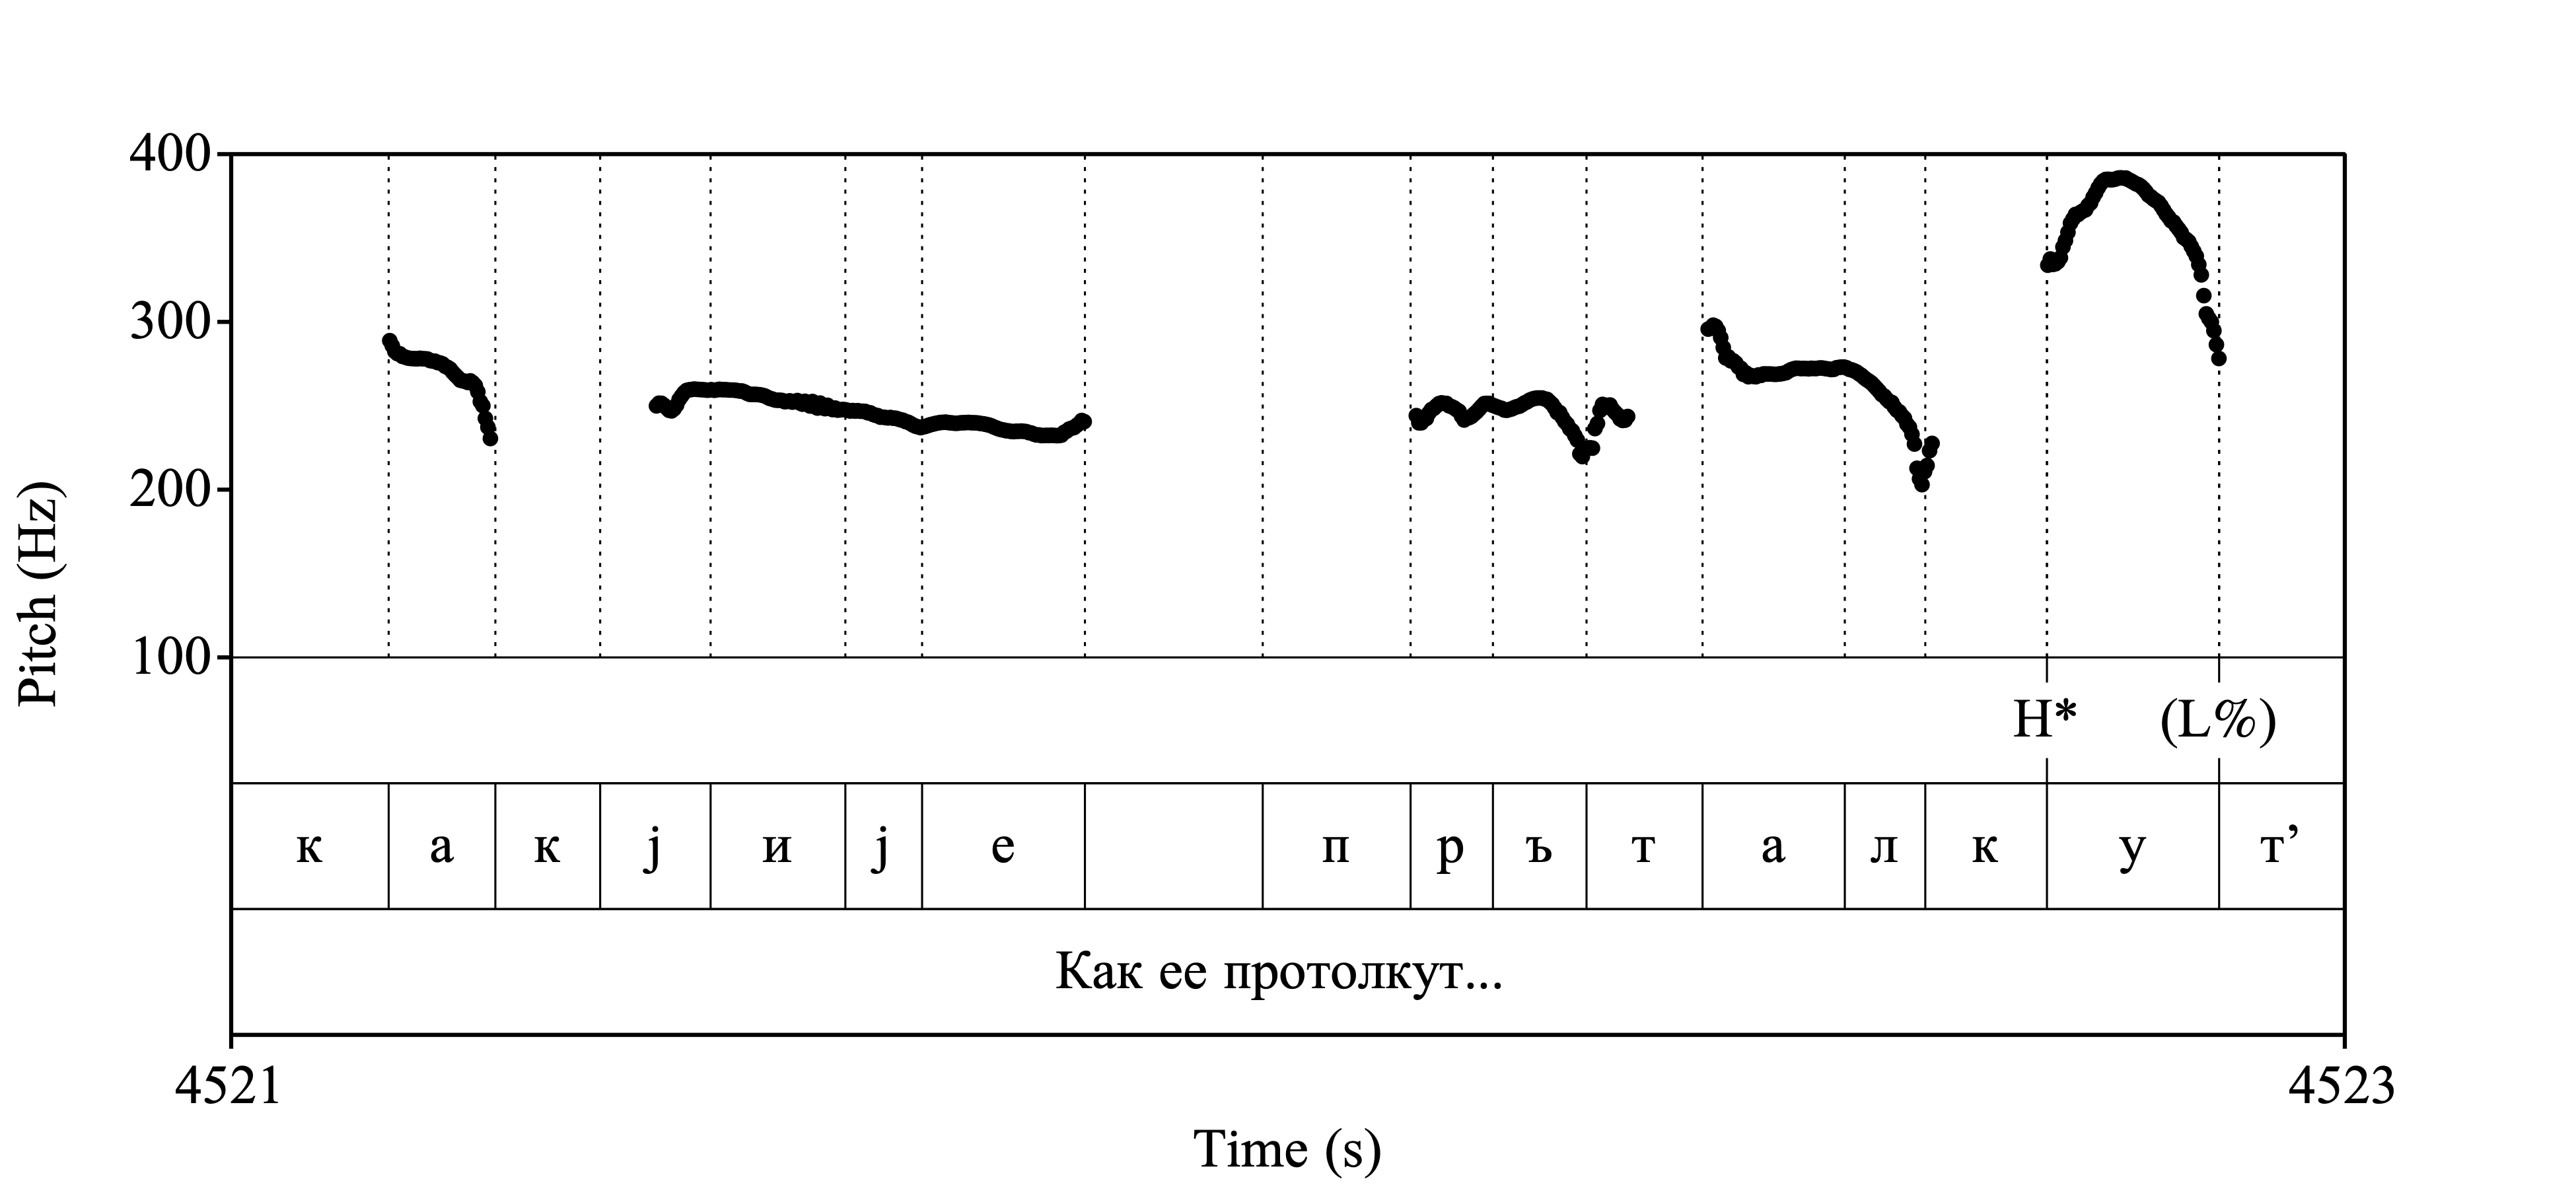 400
300
200
100
Pitch (Hz)
H* (L%)
к а к ј и ј е п р ъ т а л к у т’
Как ее протолкут...
4521 4523
Time (s)